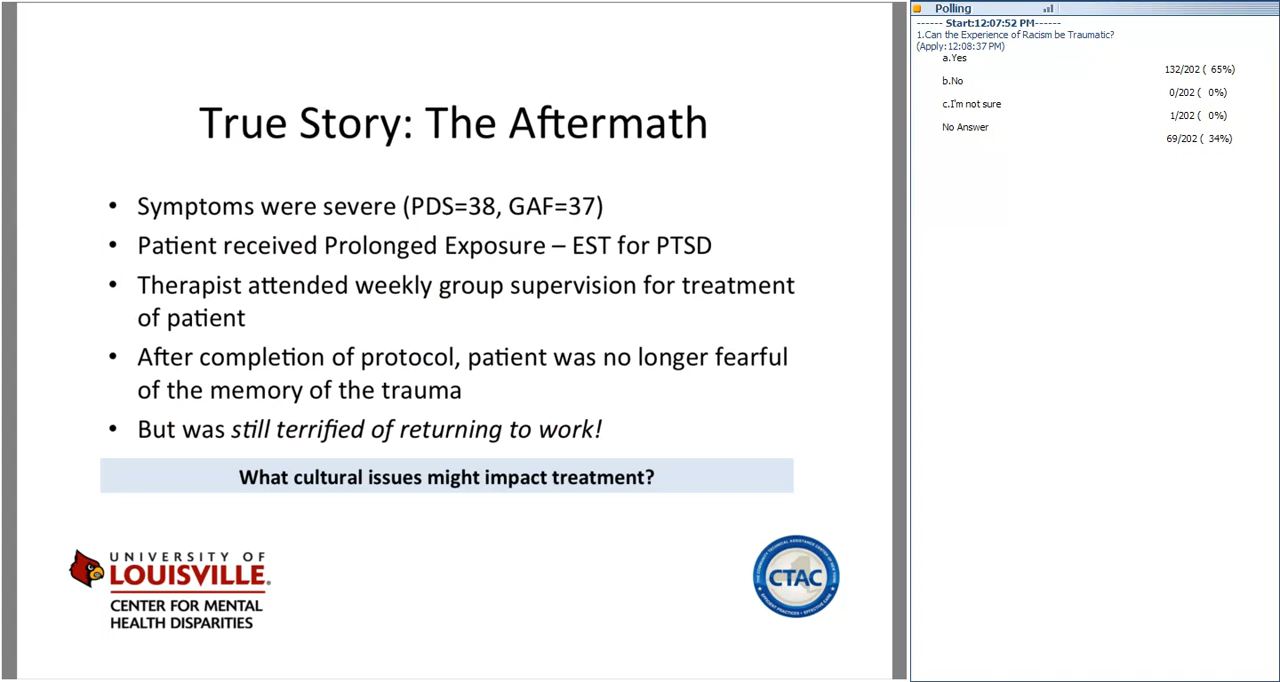 True Story: The Aftermath
• Symptoms were severe (PDS=38, GAF=37)
• Patient received Prolonged Exposure – EST for PTSD
• Therapist attended weekly group supervision for treatment
of patient
• After completion of protocol, patient was no longer fearful
of the memory of the trauma
• But was still terrified of returning to work!
What cultural issues might impact treatment?
UNIVERSITY OF
LOUISVILLE.
CENTER FOR MENTAL
HEALTH DISPARITIES
CTAC
Polling
------ Start:12:07:52 PM------
1.Can the Experience of Racism be Traumatic?
(Apply:12:08:37 PM)
a.Yes
132/202 ( 65%)
b.No
0/202 ( 0%)
c.I'm not sure
1/202 ( 0%)
No Answer
69/202 ( 34%)